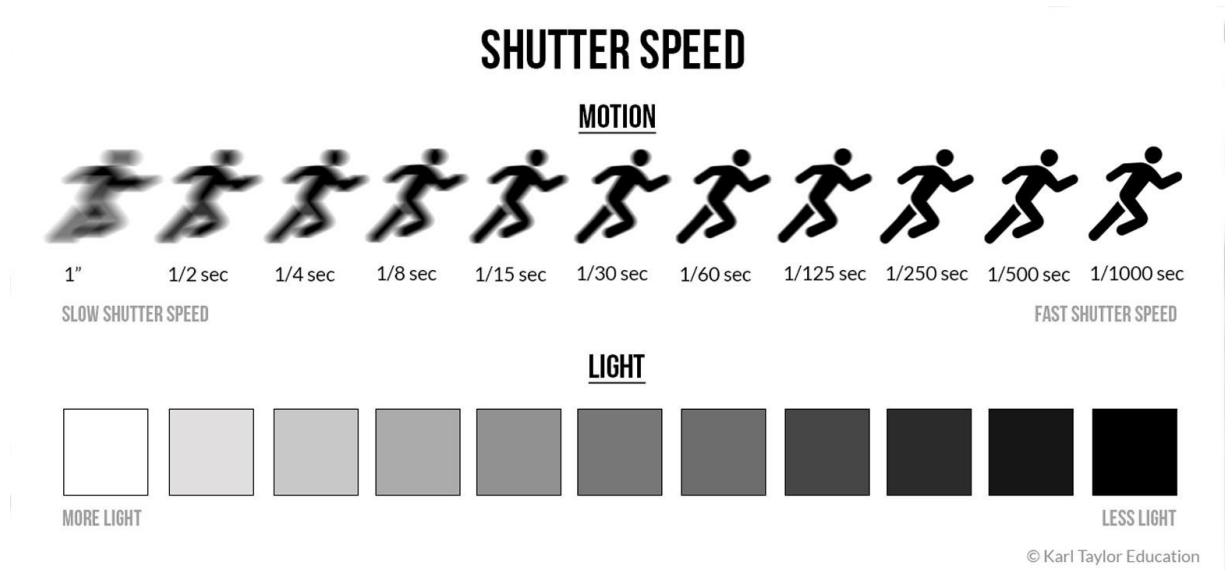 SHUTTER SPEED
MOTION
1” 1/2 sec 1/4 sec 1/8 sec 1/15 sec 1/30 sec 1/60 sec 1/125 sec 1/250 sec 1/500 sec 1/1000 sec
SLOW SHUTTER SPEED FAST SHUTTER SPEED
LIGHT
MORE LIGHT LESS LIGHT
© Karl Taylor Education